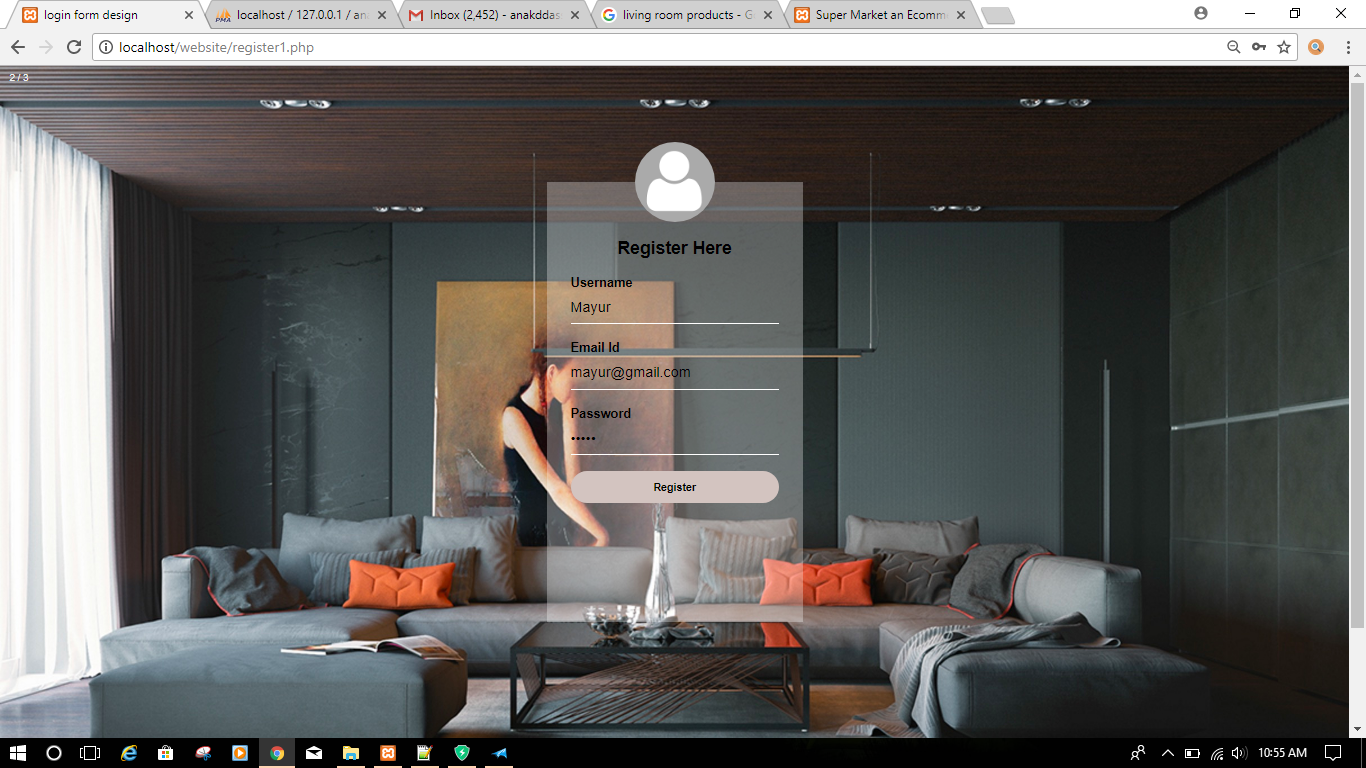 login form design
localhost / 127.0.0.1 / an
Inbox (2,452) - anakddas
living room products - G
Super Market an Ecomm
localhost/website/register1.php
2 / 3
Register Here
Username
Mayur
Email Id
mayur@gmail.com
Password
•••••
Register
10:55 AM